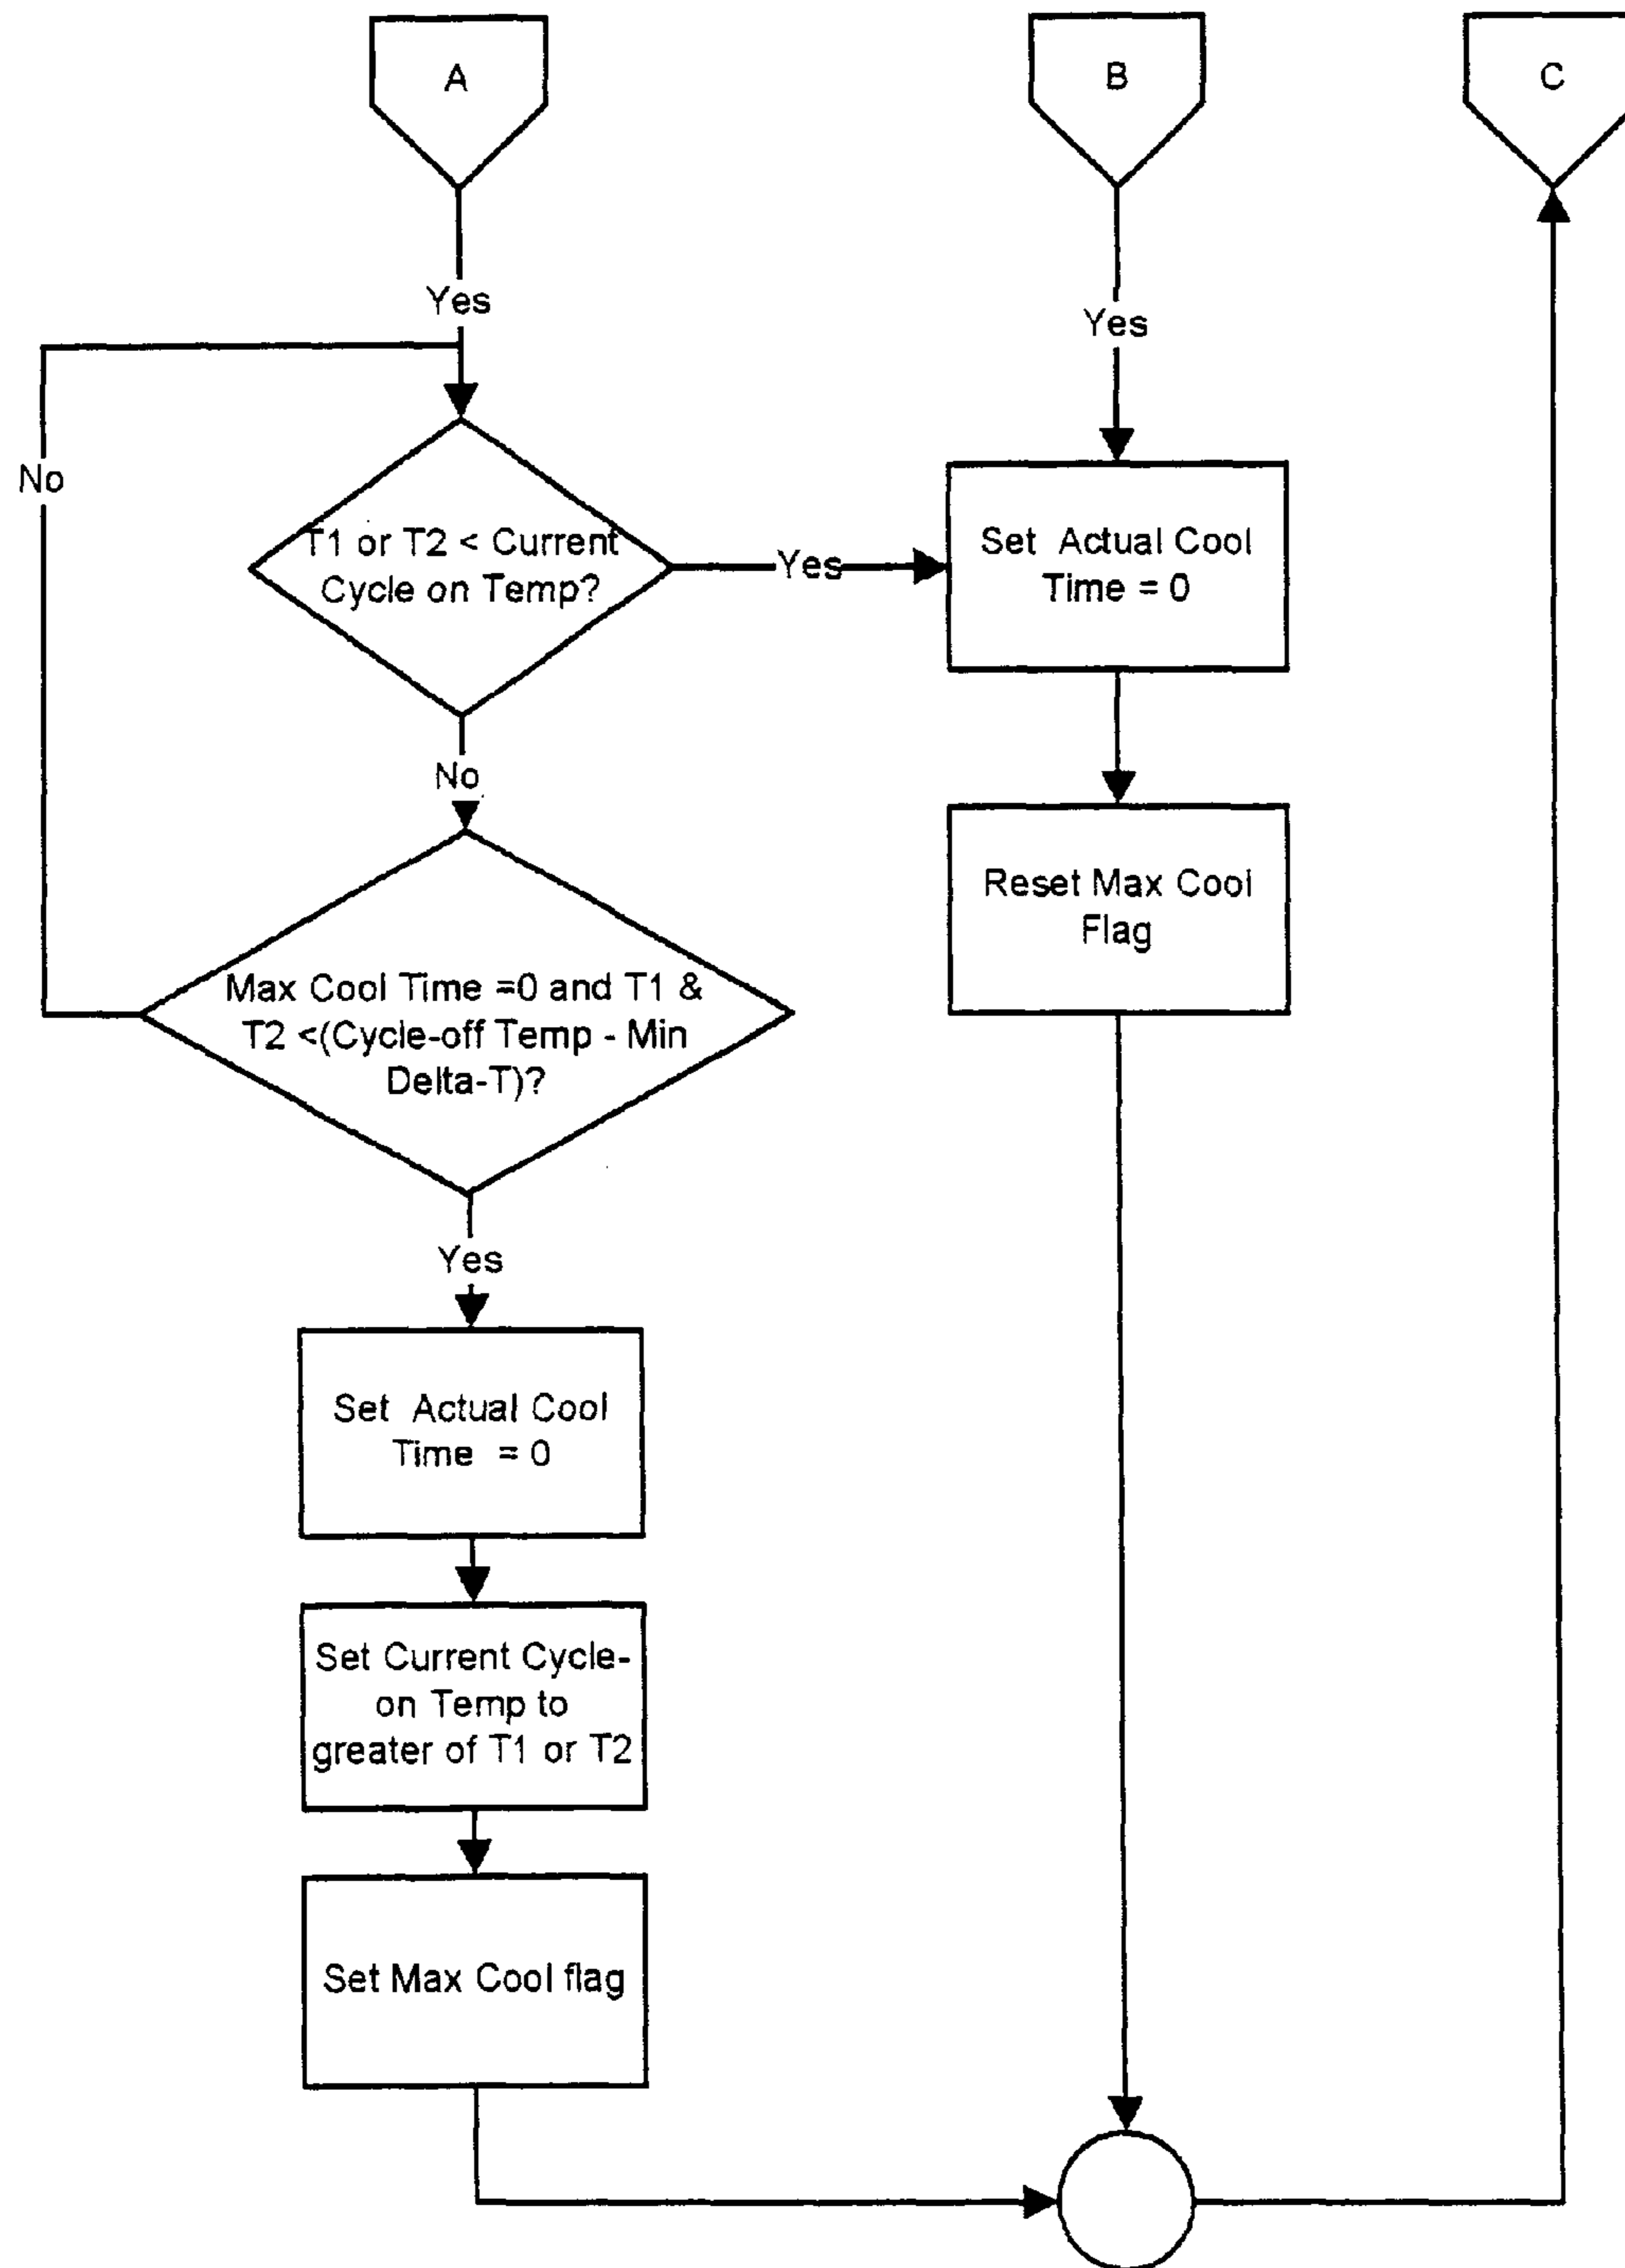 A
B
C
Yes
Yes
No
T1 or T2 < Current
Cycle on Temp?
Yes
Set Actual Cool
Time = 0
No
Reset Max Cool
Flag
Max Cool Time =0 and T1 &
T2 <(Cycle-off Temp - Min
Delta-T)?
Yes
Set Actual Cool
Time = 0
Set Current Cycle-
on Temp to
greater of T1 or T2
Set Max Cool flag